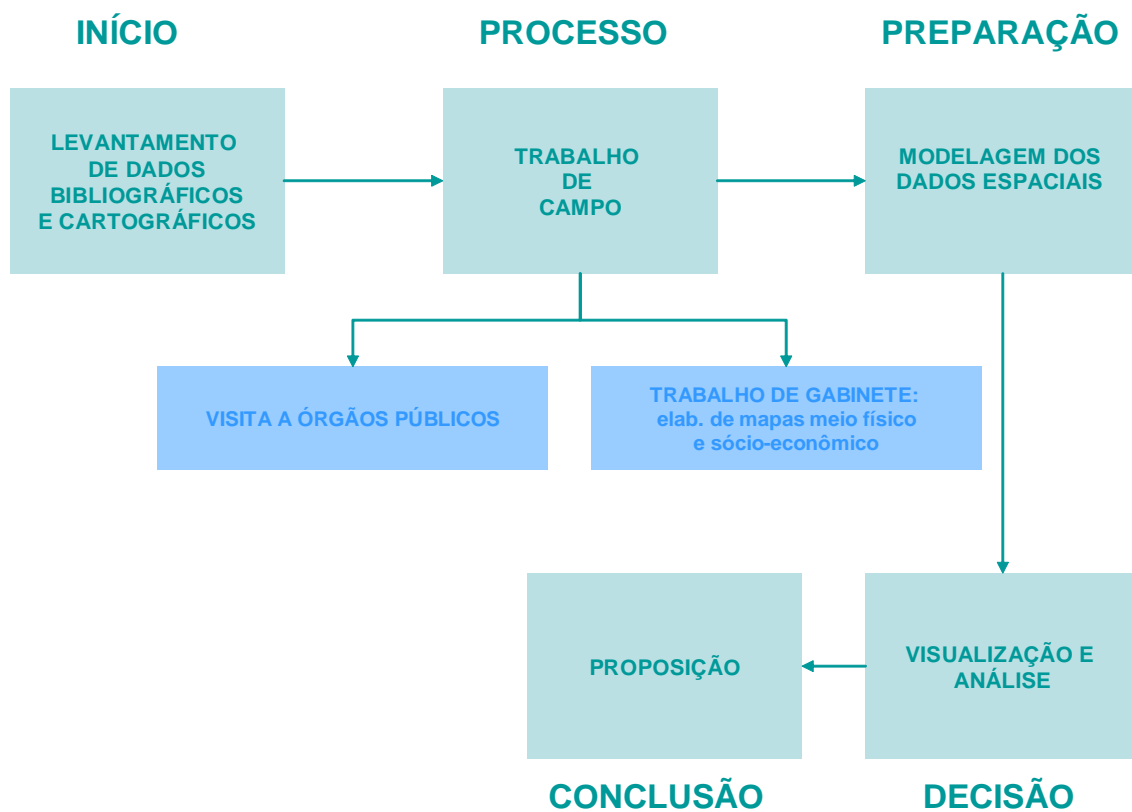 INÍCIO
PROCESSO
PREPARAÇÃO
LEVANTAMENTO
DE DADOS
BIBLIOGRÁFICOS
E CARTOGRÁFICOS
TRABALHO
DE
CAMPO
MODELAGEM DOS
DADOS ESPACIAIS
VISITA A ÓRGÃOS PÚBLICOS
TRABALHO DE GABINETE:
elab. de mapas meio físico
e sócio-econômico
PROPOSIÇÃO
VISUALIZAÇÃO E
ANÁLISE
CONCLUSÃO
DECISÃO